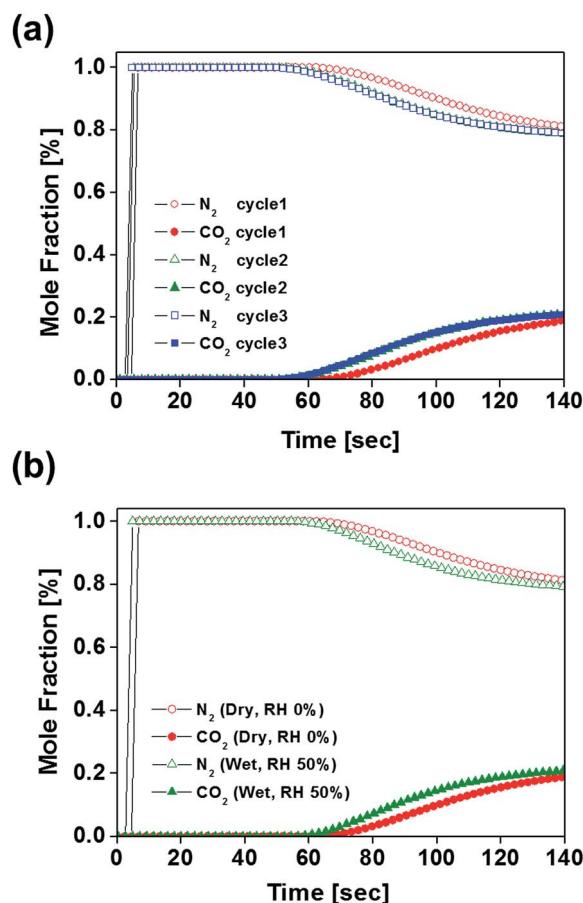 (a)
1.0
0.8
0.6
0.4
0.2
0.0
Mole Fraction [%]
N₂ cycle1
CO₂ cycle1
N₂ cycle2
CO₂ cycle2
N₂ cycle3
CO₂ cycle3
0 20 40 60 80 100 120 140
Time [sec]
(b)
1.0
0.8
0.6
0.4
0.2
0.0
Mole Fraction [%]
N₂ (Dry, RH 0%)
CO₂ (Dry, RH 0%)
N₂ (Wet, RH 50%)
CO₂ (Wet, RH 50%)
0 20 40 60 80 100 120 140
Time [sec]